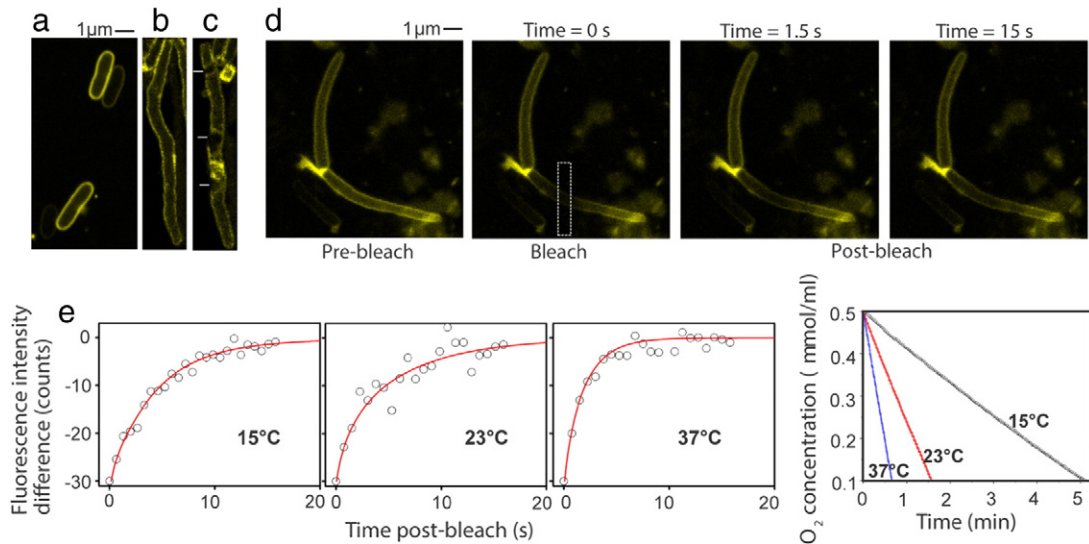 a 1μm b c d 1μm Time = 0 s Time = 1.5 s Time = 15 s
Pre-bleach Bleach Post-bleach
e
Fluorescence intensity
difference (counts)
0
-10
-20
-30
15°C 23°C 37°C
0 10 20 0 10 20 0 10 20
Time post-bleach (s)
O2 concentration ( mmol/ml)
0.5
0.4
0.3
0.2
0.1
15°C
23°C
37°C
0 1 2 3 4 5
Time (min)